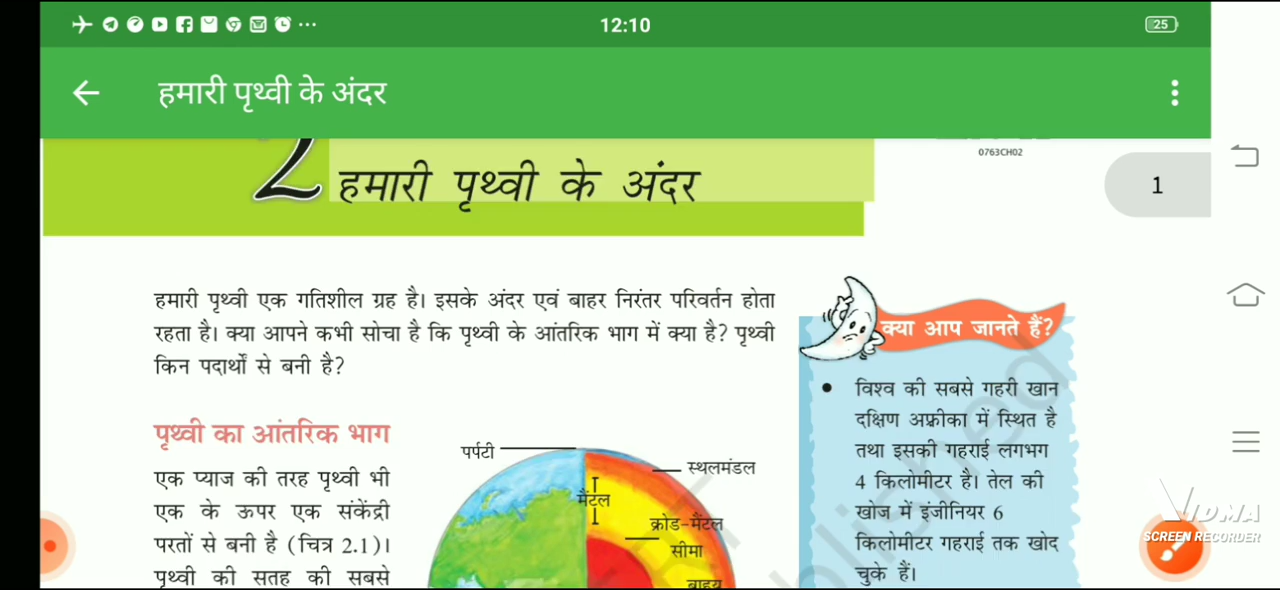 12:10
25
हमारी पृथ्वी के अंदर
0763CH02
2 हमारी पृथ्वी के अंदर
1
हमारी पृथ्वी एक गतिशील ग्रह है। इसके अंदर एवं बाहर निरंतर परिवर्तन होता
रहता है। क्या आपने कभी सोचा है कि पृथ्वी के आंतरिक भाग में क्या है? पृथ्वी
किन पदार्थों से बनी है?
पृथ्वी का आंतरिक भाग
एक प्याज की तरह पृथ्वी भी
एक के ऊपर एक संकेंद्री
परतों से बनी है (चित्र 2.1)।
पृथ्वी की सतह की सबसे
पर्पटी
स्थलमंडल
मैंटल
क्रोड-मैंटल
सीमा
बाह्य
क्या आप जानते हैं?
• विश्व की सबसे गहरी खान
दक्षिण अफ़्रीका में स्थित है
तथा इसकी गहराई लगभग
4 किलोमीटर है। तेल की
खोज में इंजीनियर 6
किलोमीटर गहराई तक खोद
चुके हैं।
VDMA
SCREEN RECORDER